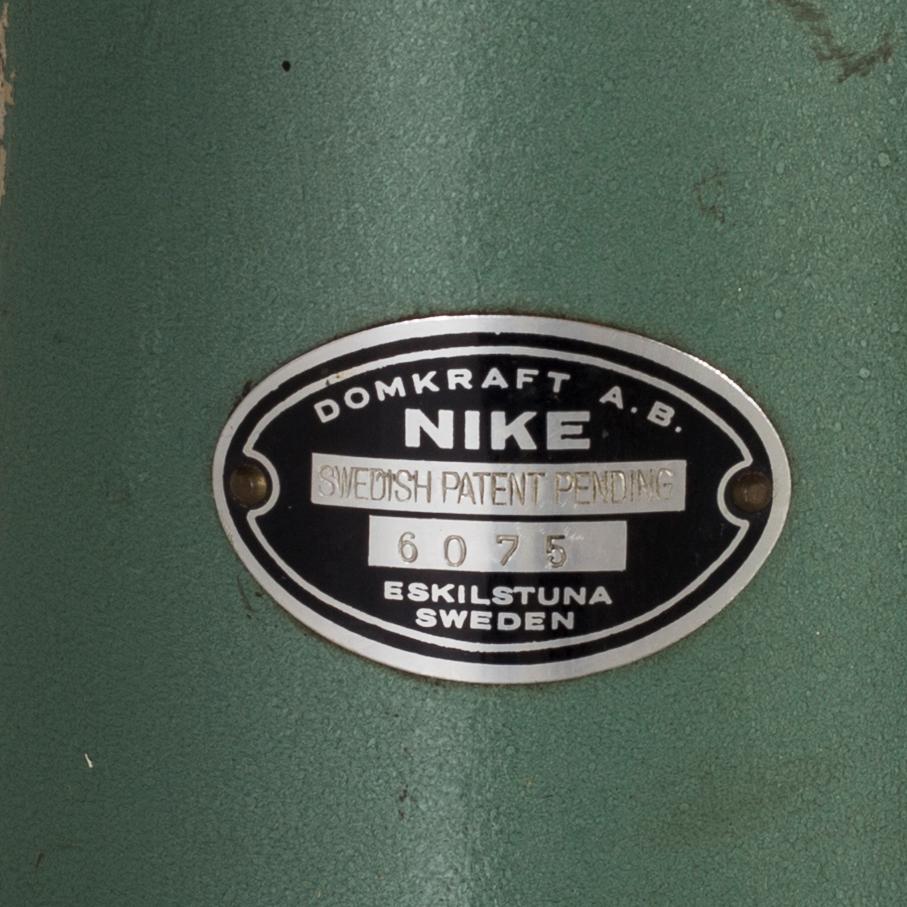 DOMKRAFT A.B.
NIKE
SWEDISH PATENT PENDING
6075
ESKILSTUNA
SWEDEN